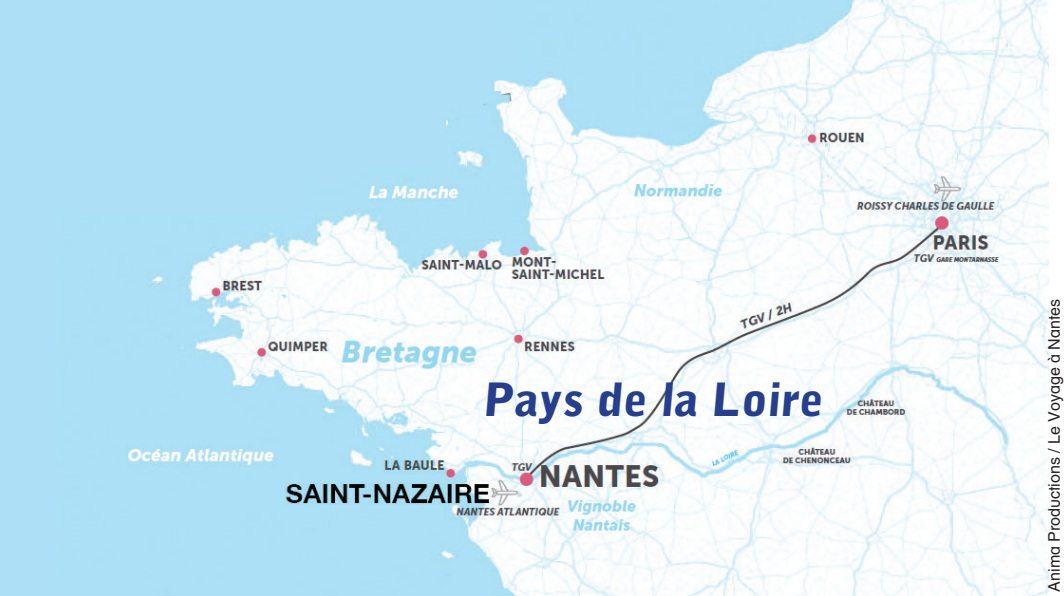 ROUEN
La Manche
Normandie
ROISSY CHARLES DE GAULLE
PARIS
TGV GARE MONTARNASSE
SAINT-MALO
MONT-
SAINT-MICHEL
BREST
TGV / 2H
QUIMPER
Bretagne
RENNES
Pays de la Loire
CHÂTEAU
DE CHAMBORD
Océan Atlantique
LA BAULE
TGV
NANTES
LA LOIRE
CHÂTEAU
DE CHENONCEAU
SAINT-NAZAIRE
NANTES ATLANTIQUE
Vignoble
Nantais
Anima Productions / Le Voyage à Nantes